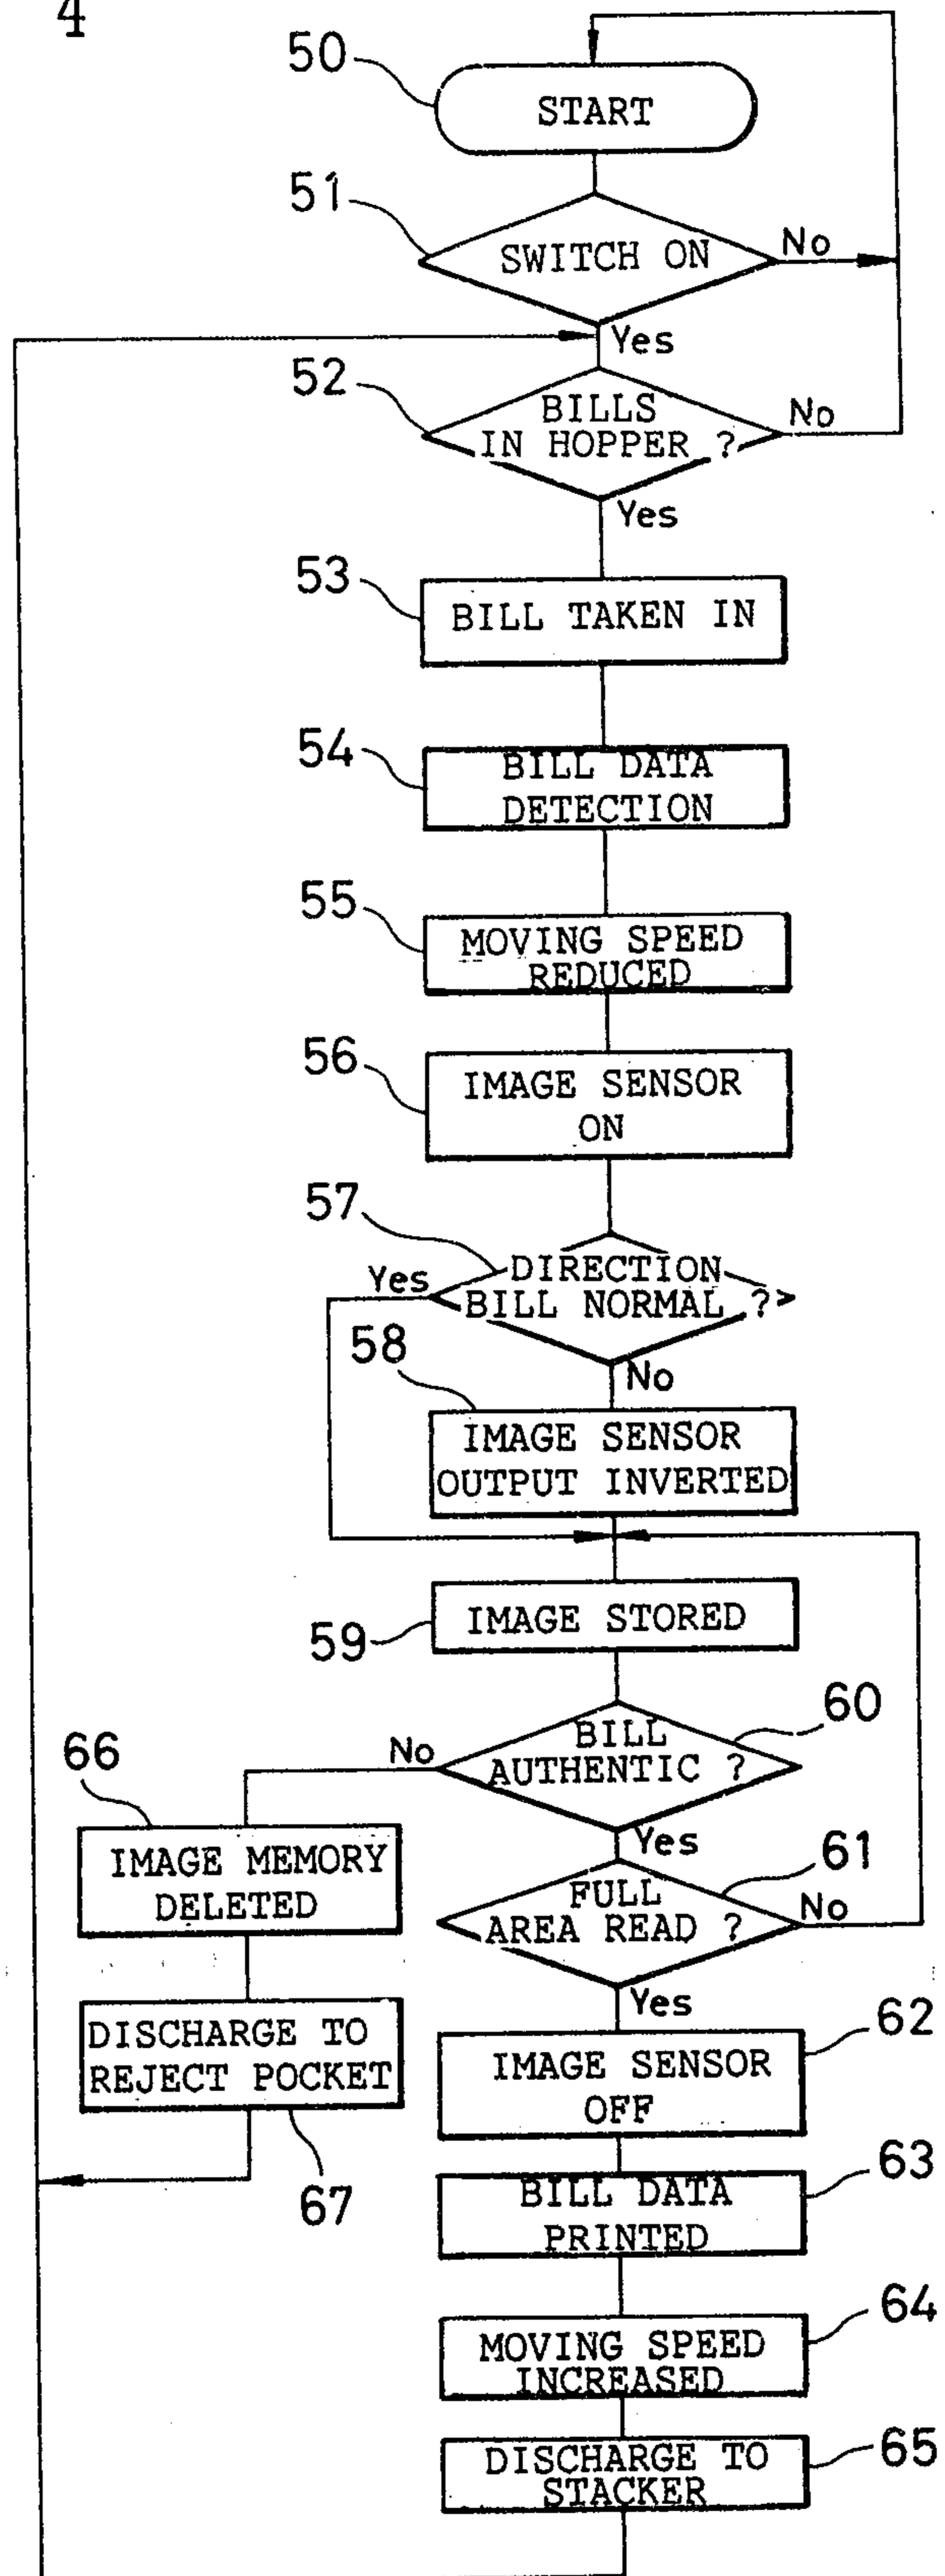 4
50
START
51
SWITCH ON
No
Yes
52
BILLS
IN HOPPER ?
No
Yes
53
BILL TAKEN IN
54
BILL DATA
DETECTION
55
MOVING SPEED
REDUCED
56
IMAGE SENSOR
ON
57
Yes
DIRECTION
BILL NORMAL ?
58
No
IMAGE SENSOR
OUTPUT INVERTED
59
IMAGE STORED
60
BILL
AUTHENTIC ?
No
66
Yes
IMAGE MEMORY
DELETED
61
FULL
AREA READ ?
No
Yes
DISCHARGE TO
REJECT POCKET
67
62
IMAGE SENSOR
OFF
63
BILL DATA
PRINTED
64
MOVING SPEED
INCREASED
65
DISCHARGE TO
STACKER